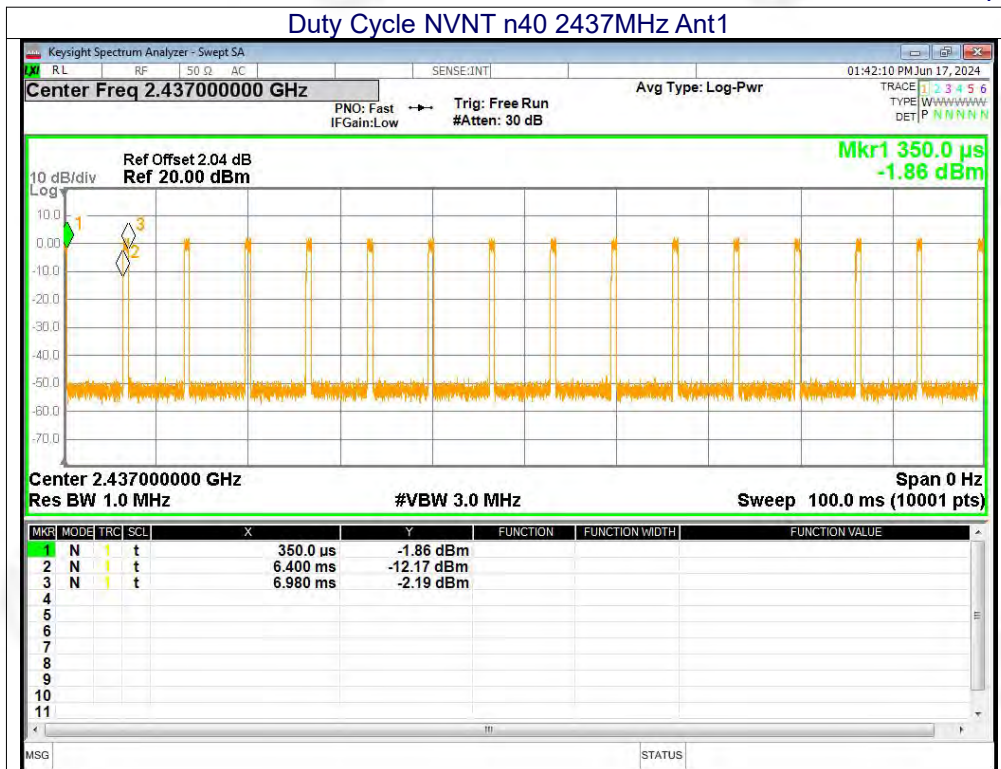 Duty Cycle NVNT n40 2437MHz Ant1
Keysight Spectrum Analyzer - Swept SA
LXI RL RF 50 Ω AC SENSE:INT 01:42:10 PM Jun 17, 2024
Center Freq 2.437000000 GHz Avg Type: Log-Pwr TRACE 1 2 3 4 5 6
PNO: Fast Trig: Free Run TYPE WWWWWW
IFGain:Low #Atten: 30 dB DET P N N N N N
Mkr1 350.0 µs
-1.86 dBm
Ref Offset 2.04 dB
10 dB/div Ref 20.00 dBm
Log
10.0
0.00
-10.0
-20.0
-30.0
-40.0
-50.0
-60.0
-70.0
1
3
2
Center 2.437000000 GHz Span 0 Hz
Res BW 1.0 MHz #VBW 3.0 MHz Sweep 100.0 ms (10001 pts)
MKR MODE TRC SCL X Y FUNCTION FUNCTION WIDTH FUNCTION VALUE
1 N 1 t 350.0 µs -1.86 dBm
2 N 1 t 6.400 ms -12.17 dBm
3 N 1 t 6.980 ms -2.19 dBm
4
5
6
7
8
9
10
11
MSG STATUS